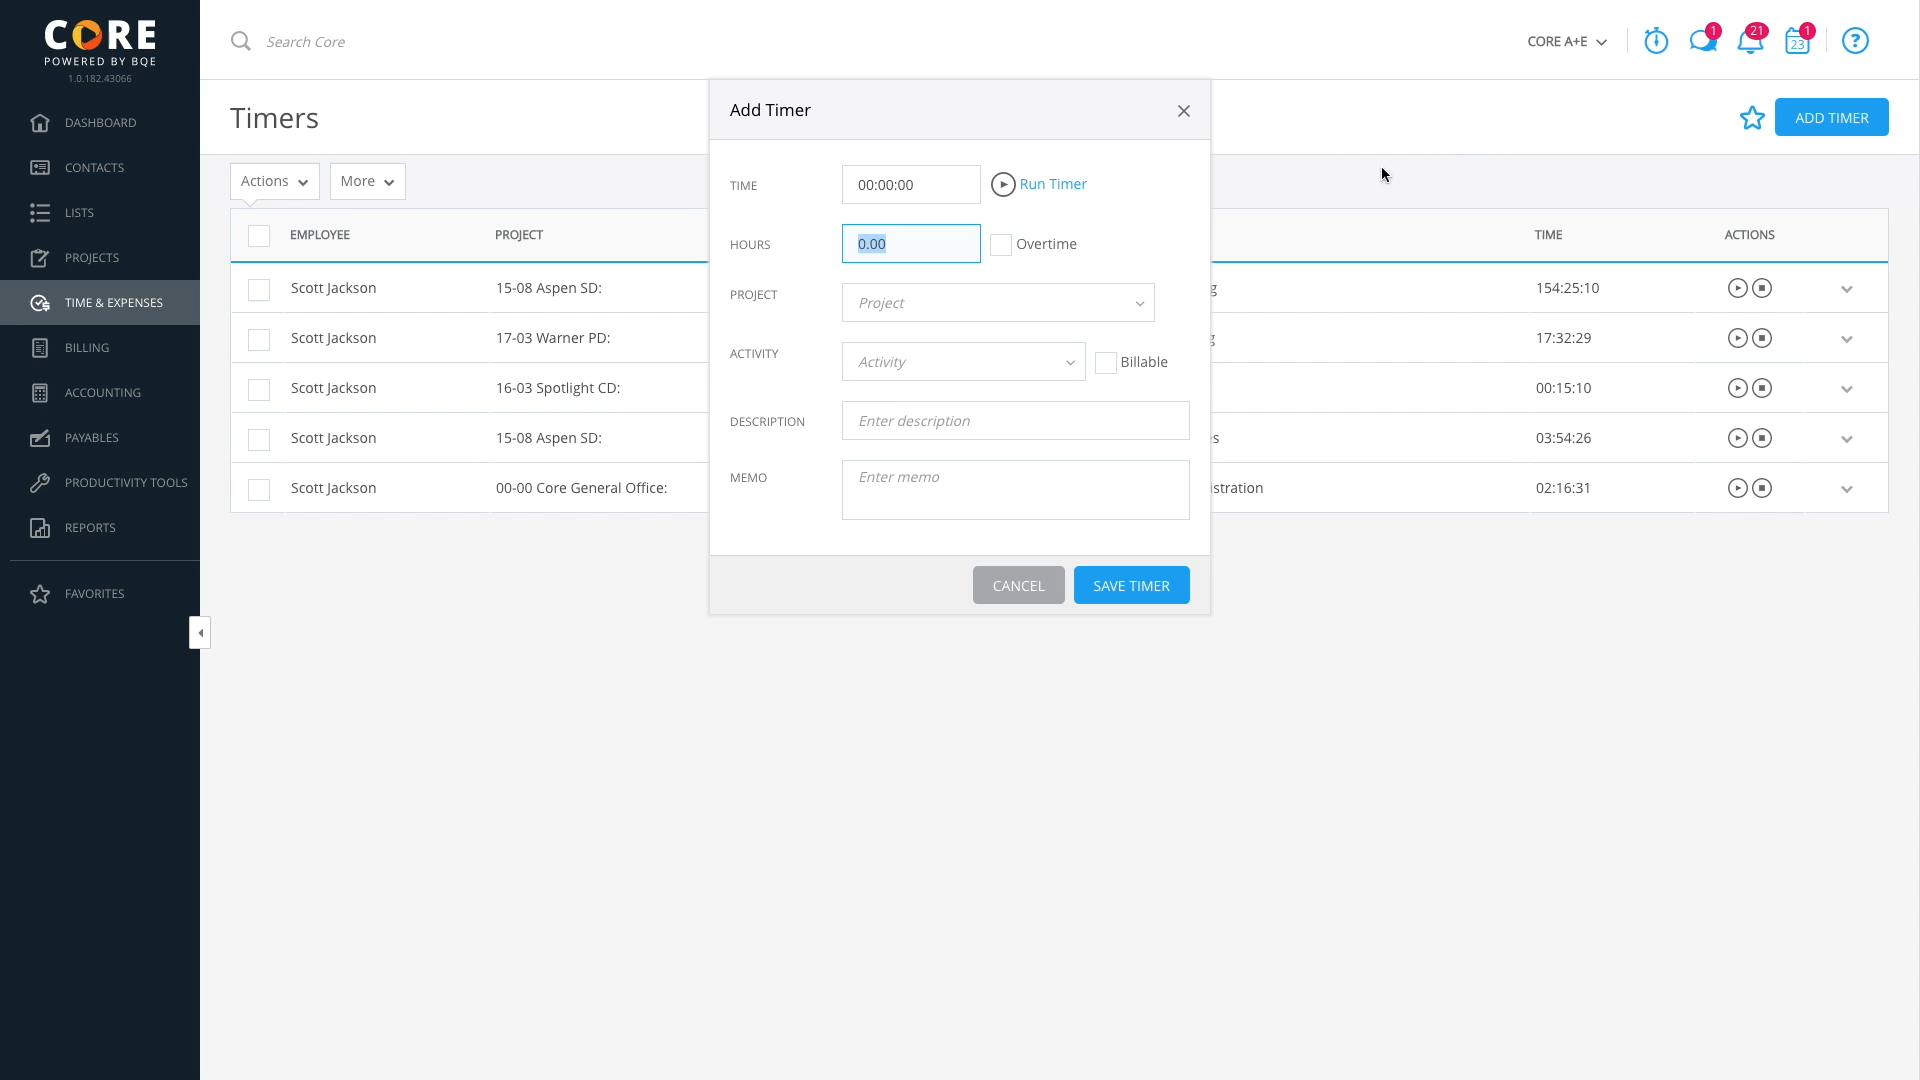 CORE
POWERED BY BQE
1.0.182.43066
DASHBOARD
CONTACTS
LISTS
PROJECTS
TIME & EXPENSES
BILLING
ACCOUNTING
PAYABLES
PRODUCTIVITY TOOLS
REPORTS
FAVORITES
Search Core
CORE A+E
1
21
1
23
?
Timers
ADD TIMER
Actions
More
EMPLOYEE PROJECT TIME ACTIONS
Scott Jackson 15-08 Aspen SD: g 154:25:10
Scott Jackson 17-03 Warner PD: g 17:32:29
Scott Jackson 16-03 Spotlight CD: 00:15:10
Scott Jackson 15-08 Aspen SD: s 03:54:26
Scott Jackson 00-00 Core General Office: istration 02:16:31
Add Timer
TIME 00:00:00 Run Timer
HOURS 0.00 Overtime
PROJECT Project
ACTIVITY Activity Billable
DESCRIPTION Enter description
MEMO Enter memo
CANCEL SAVE TIMER